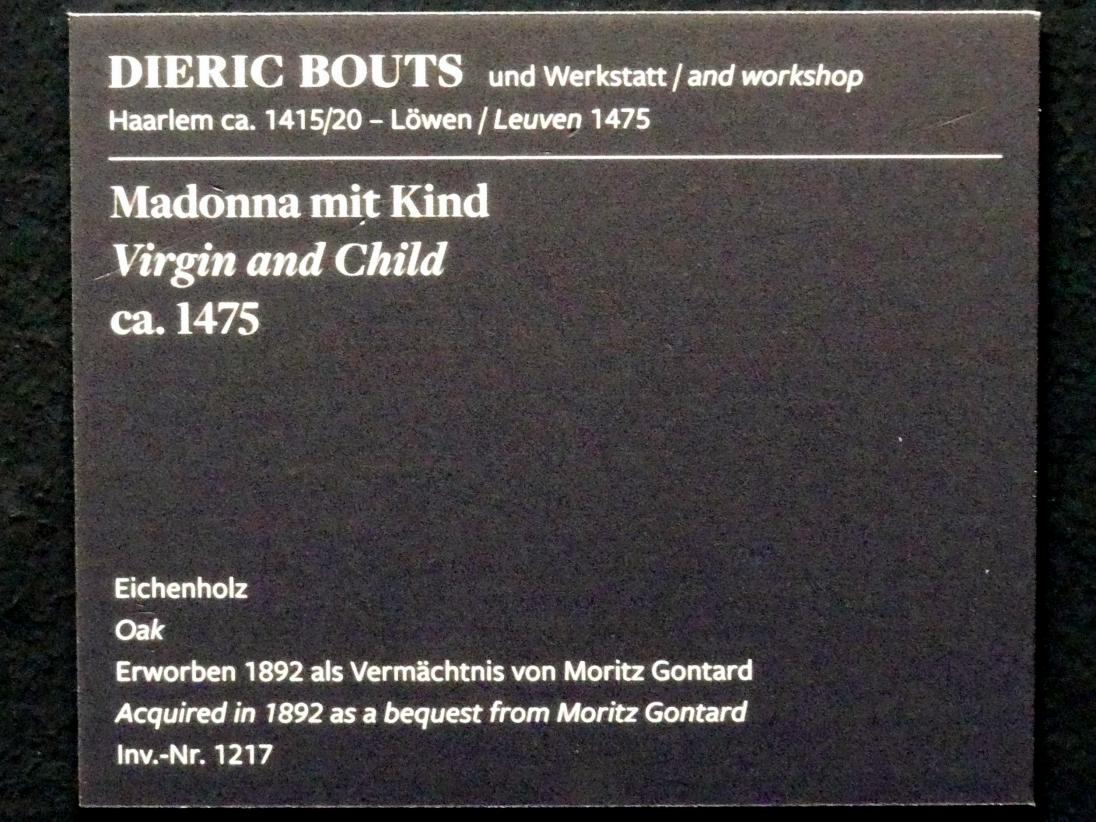 DIERIC BOUTS und Werkstatt / and workshop
Haarlem ca. 1415/20 – Löwen / Leuven 1475
Madonna mit Kind
Virgin and Child
ca. 1475
Eichenholz
Oak
Erworben 1892 als Vermächtnis von Moritz Gontard
Acquired in 1892 as a bequest from Moritz Gontard
Inv.-Nr. 1217